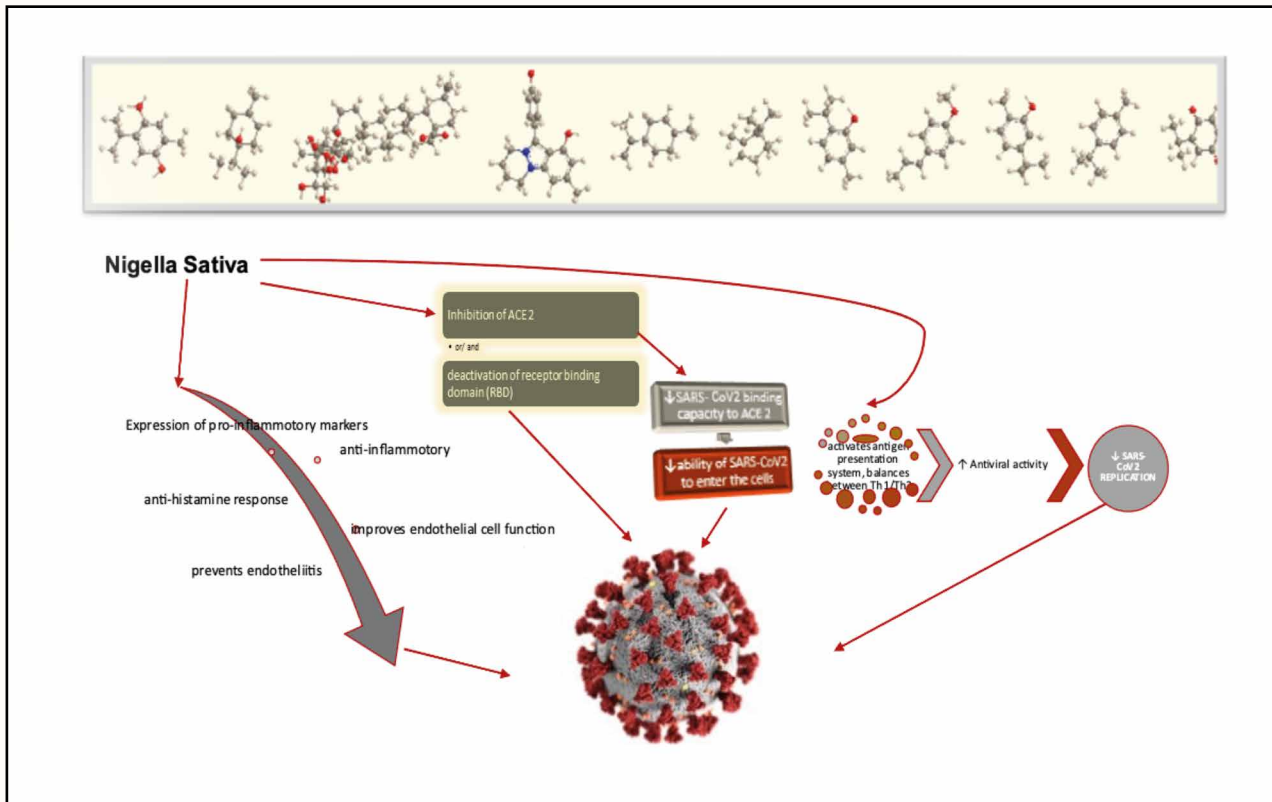 Nigella Sativa
Inhibition of ACE 2
• or/ and
deactivation of receptor binding
domain (RBD)
↓SARS- CoV2 binding
capacity to ACE 2
↓ability of SARS-CoV2
to enter the cells
activates antigen
presentation
system, balances
between Th1/Th2
↑ Antiviral activity
↓ SARS-
CoV2
REPLICATION
Expression of pro-inflammotory markers
anti-inflammotory
anti-histamine response
improves endothelial cell function
prevents endotheliitis